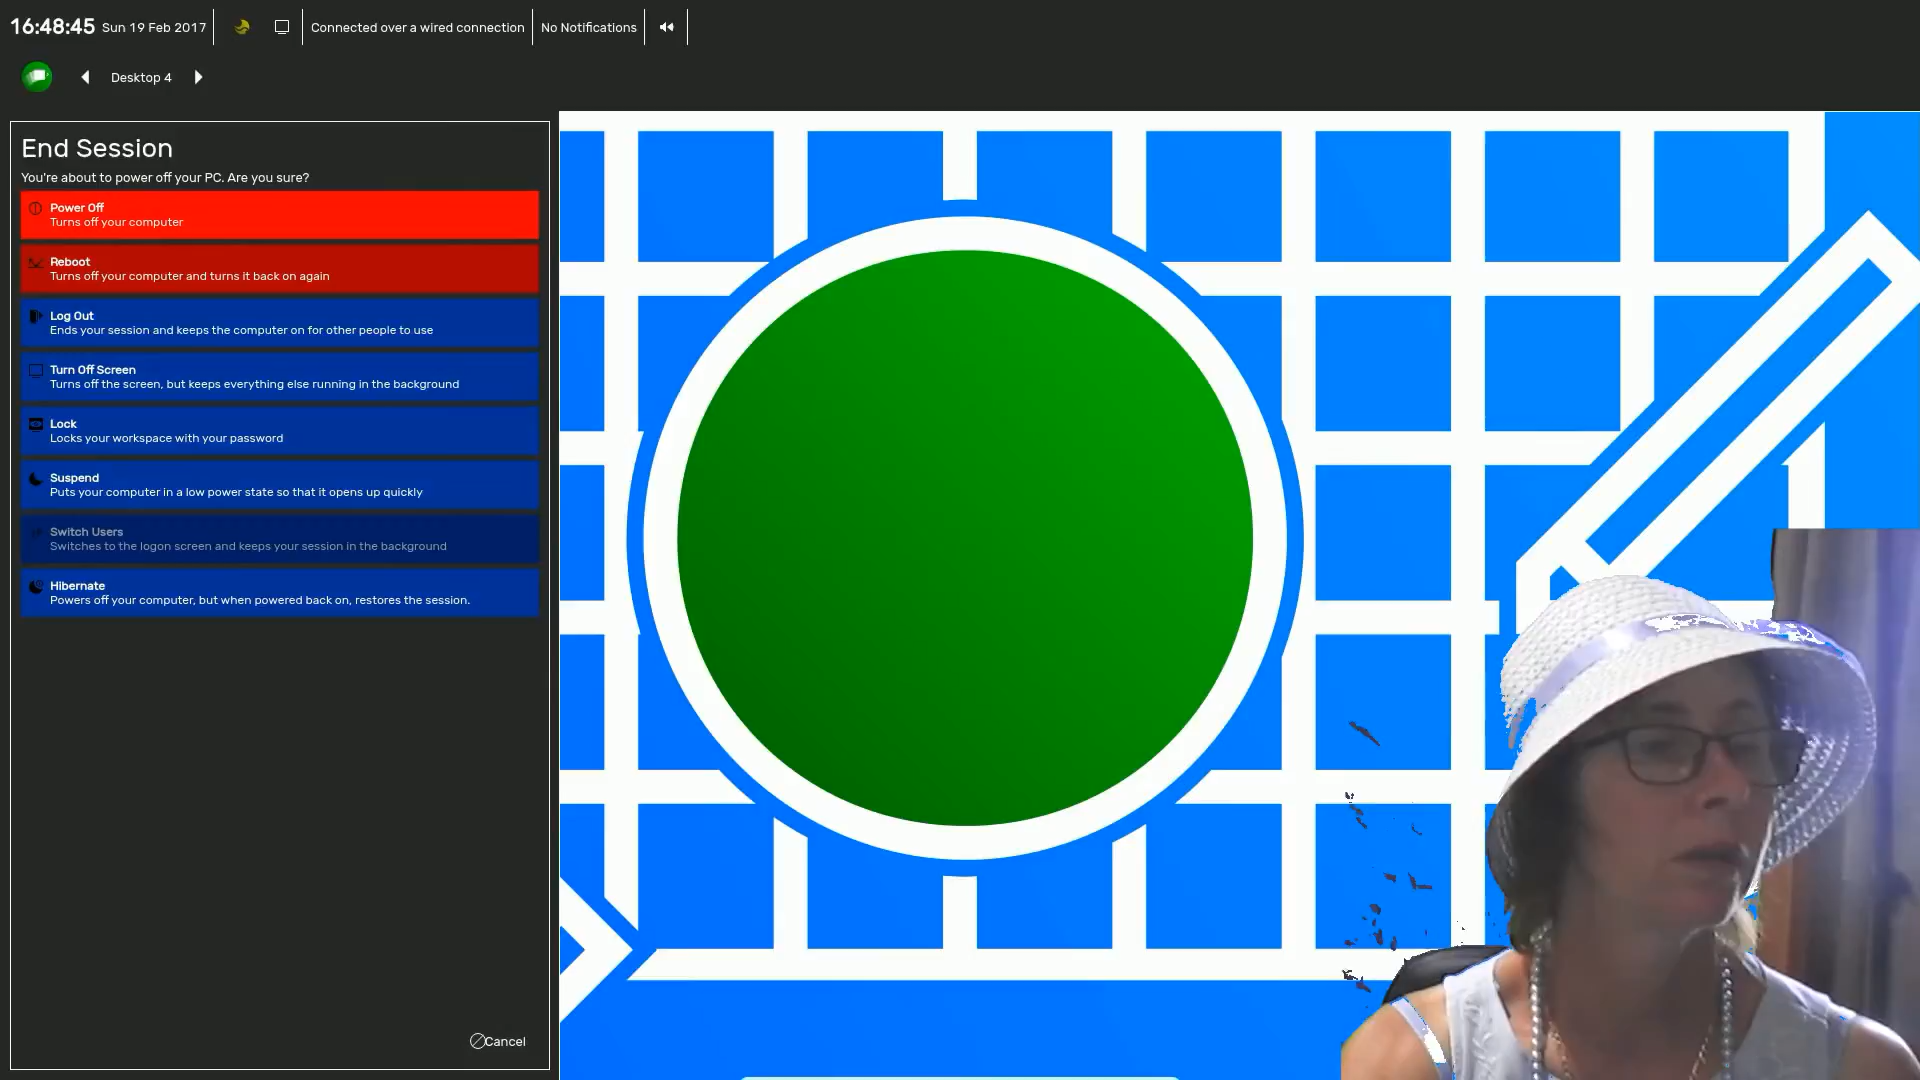 16:48:45 Sun 19 Feb 2017 Connected over a wired connection No Notifications
Desktop 4
End Session
You're about to power off your PC. Are you sure?
Power Off
Turns off your computer
Reboot
Turns off your computer and turns it back on again
Log Out
Ends your session and keeps the computer on for other people to use
Turn Off Screen
Turns off the screen, but keeps everything else running in the background
Lock
Locks your workspace with your password
Suspend
Puts your computer in a low power state so that it opens up quickly
Switch Users
Switches to the logon screen and keeps your session in the background
Hibernate
Powers off your computer, but when powered back on, restores the session.
Cancel